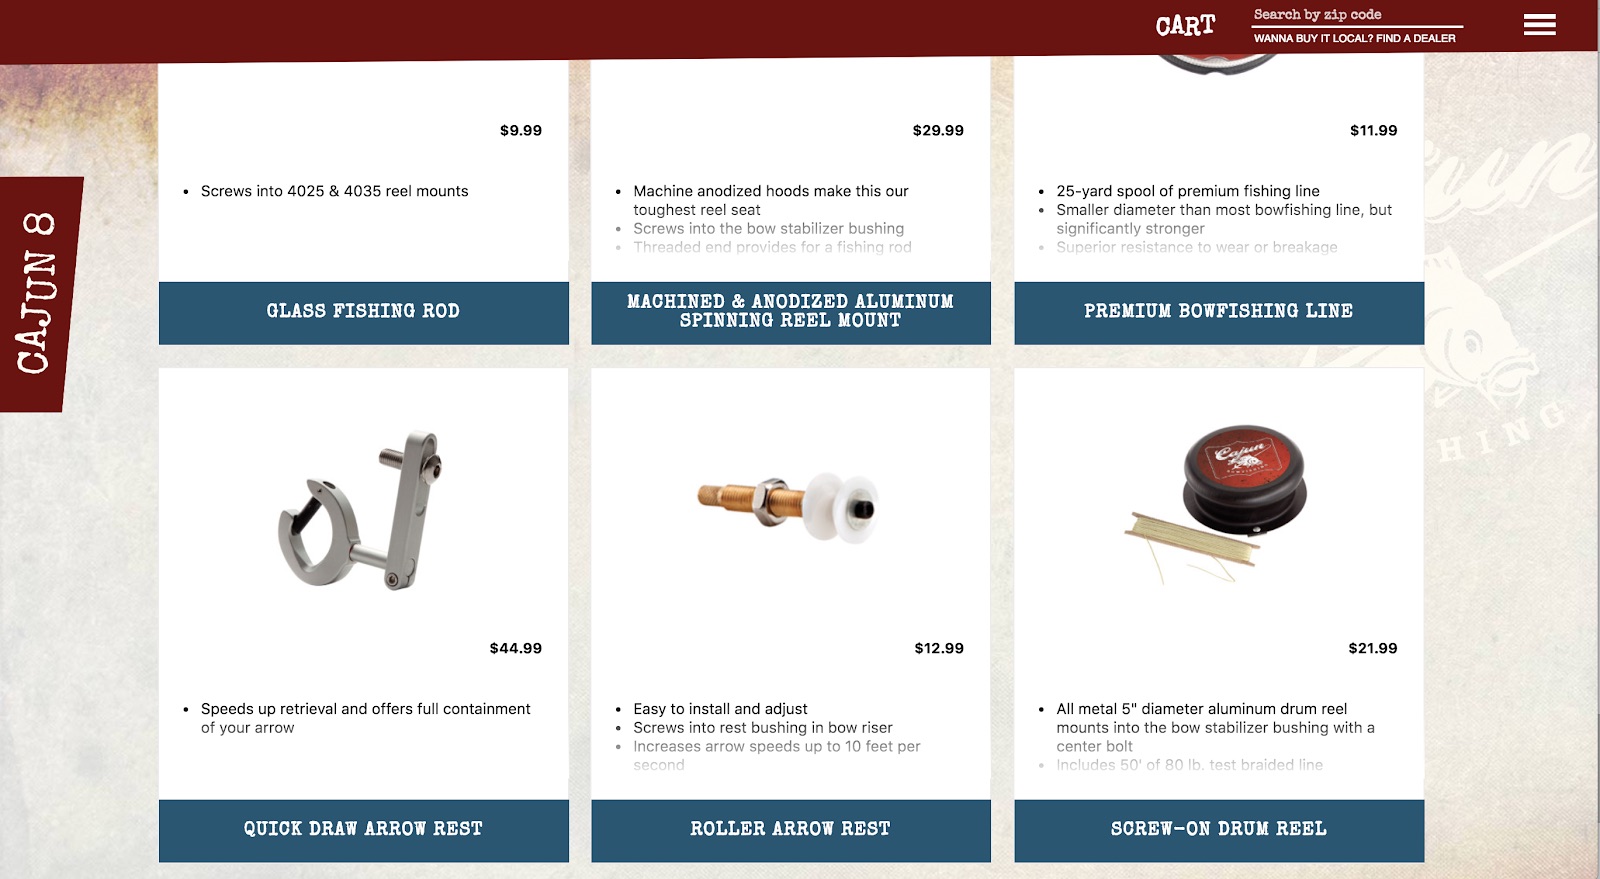 CART
Search by zip code
WANNA BUY IT LOCAL? FIND A DEALER
$9.99
Screws into 4025 & 4035 reel mounts
GLASS FISHING ROD
$29.99
Machine anodized hoods make this our
toughest reel seat
Screws into the bow stabilizer bushing
Threaded end provides for a fishing rod
MACHINED & ANODIZED ALUMINUM
SPINNING REEL MOUNT
$11.99
25-yard spool of premium fishing line
Smaller diameter than most bowfishing line, but
significantly stronger
Superior resistance to wear or breakage
PREMIUM BOWFISHING LINE
CAJUN 8
$44.99
Speeds up retrieval and offers full containment
of your arrow
QUICK DRAW ARROW REST
$12.99
Easy to install and adjust
Screws into rest bushing in bow riser
Increases arrow speeds up to 10 feet per
second
ROLLER ARROW REST
Cajun
$21.99
All metal 5" diameter aluminum drum reel
mounts into the bow stabilizer bushing with a
center bolt
Includes 50' of 80 lb. test braided line
SCREW-ON DRUM REEL